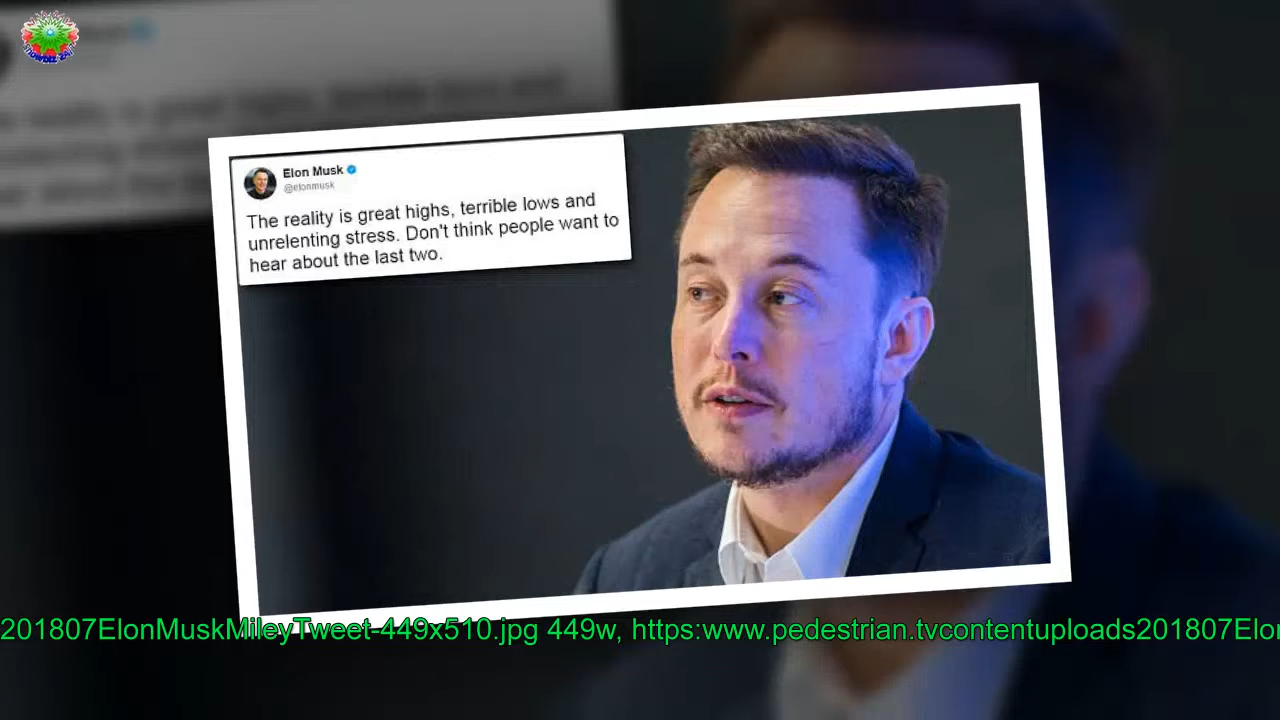 Elon Musk
@elonmusk
The reality is great highs, terrible lows and
unrelenting stress. Don't think people want to
hear about the last two.
201807ElonMuskMileyTweet-449x510.jpg 449w, https:www.pedestrian.tvcontentuploads201807Elon